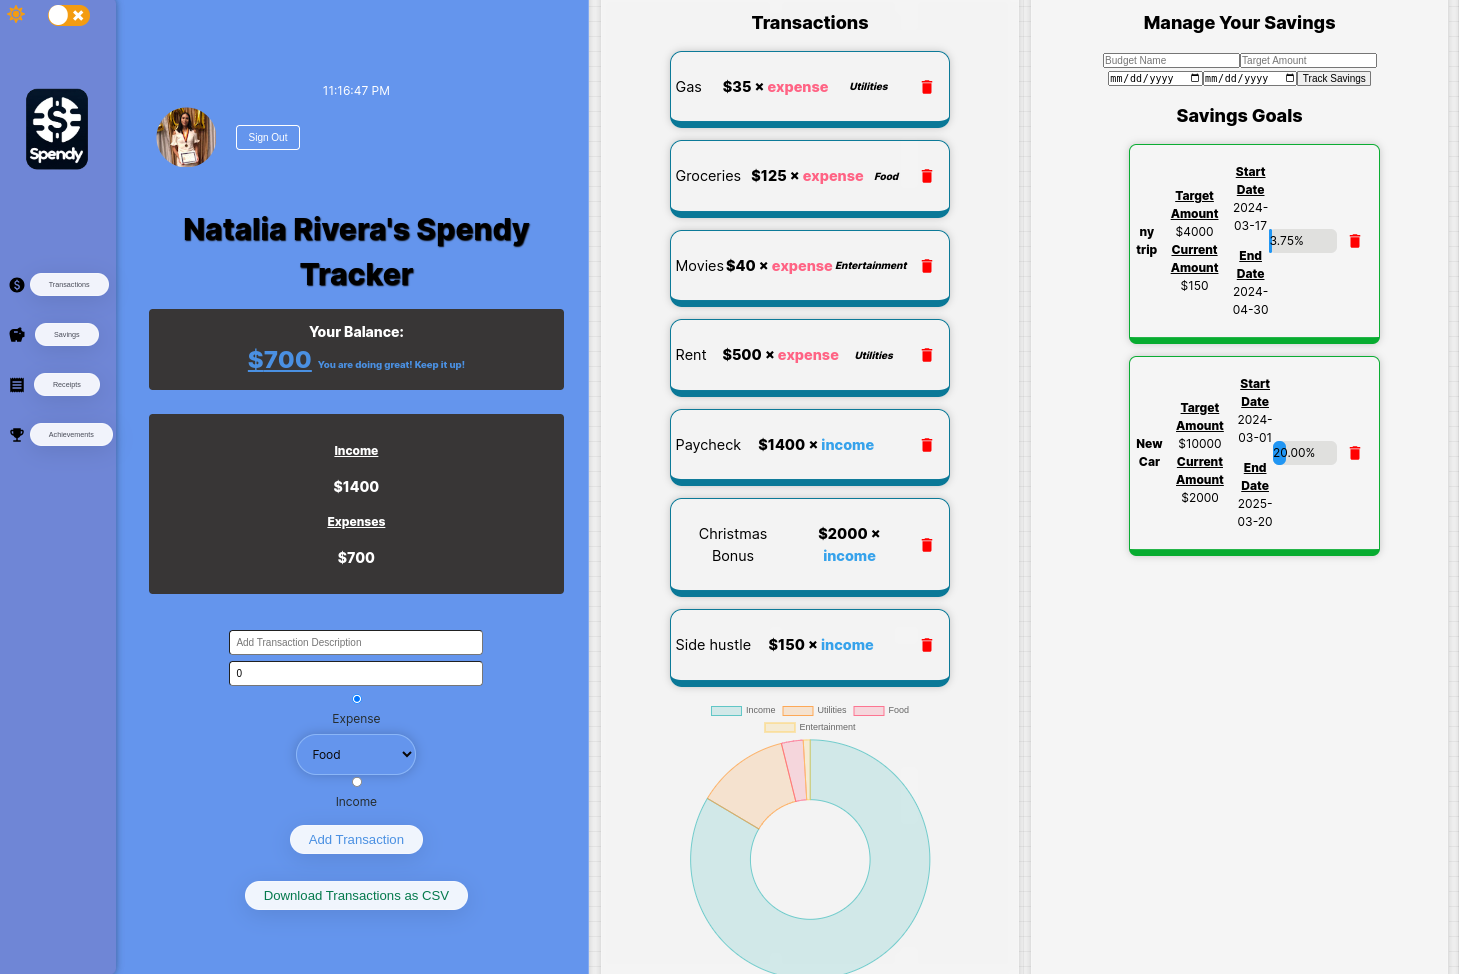 Spendy
Transactions
Savings
Receipts
Achievements
11:16:47 PM
Sign Out
Natalia Rivera's Spendy
Tracker
Your Balance:
$700 You are doing great! Keep it up!
Income
$1400
Expenses
$700
Add Transaction Description
0
Expense
Food
Income
Add Transaction
Download Transactions as CSV
Transactions
Gas $35 × expense Utilities
Groceries $125 × expense Food
Movies $40 × expense Entertainment
Rent $500 × expense Utilities
Paycheck $1400 × income
Christmas
Bonus
$2000 ×
income
Side hustle $150 × income
Income Utilities Food
Entertainment
Manage Your Savings
Budget Name Target Amount
mm/dd/yyyy mm/dd/yyyy Track Savings
Savings Goals
ny
trip
Target
Amount
$4000
Current
Amount
$150
Start
Date
2024-
03-17
End
Date
2024-
04-30
3.75%
New
Car
Target
Amount
$10000
Current
Amount
$2000
Start
Date
2024-
03-01
End
Date
2025-
03-20
20.00%